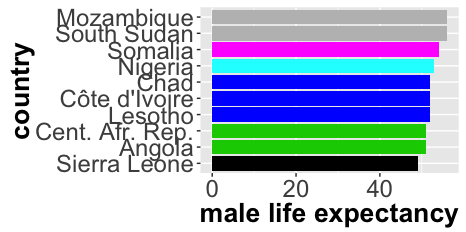 Mozambique
South Sudan
Somalia
Nigeria
Chad
Côte d'Ivoire
Lesotho
Cent. Afr. Rep.
Angola
Sierra Leone
country
0 20 40
male life expectancy